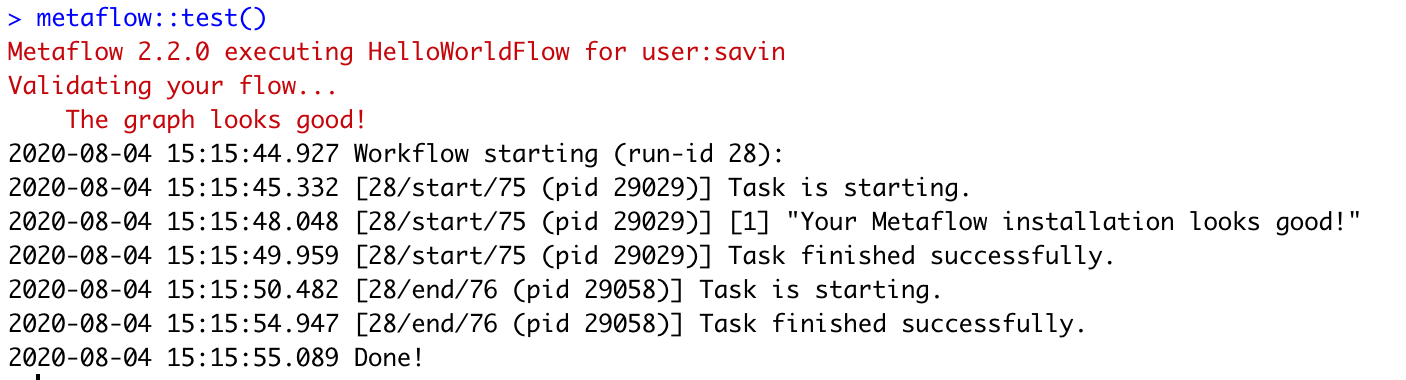 > metaflow::test()
Metaflow 2.2.0 executing HelloWorldFlow for user:savin
Validating your flow...
    The graph looks good!
2020-08-04 15:15:44.927 Workflow starting (run-id 28):
2020-08-04 15:15:45.332 [28/start/75 (pid 29029)] Task is starting.
2020-08-04 15:15:48.048 [28/start/75 (pid 29029)] [1] "Your Metaflow installation looks good!"
2020-08-04 15:15:49.959 [28/start/75 (pid 29029)] Task finished successfully.
2020-08-04 15:15:50.482 [28/end/76 (pid 29058)] Task is starting.
2020-08-04 15:15:54.947 [28/end/76 (pid 29058)] Task finished successfully.
2020-08-04 15:15:55.089 Done!